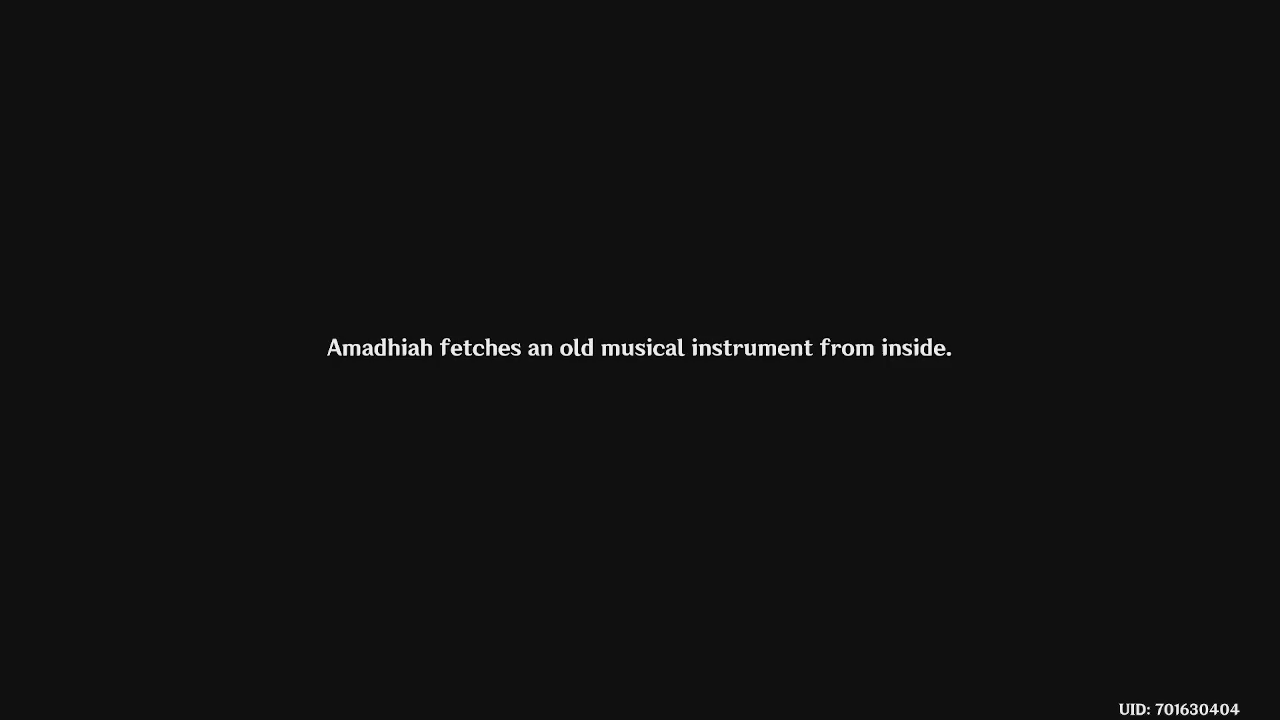 Amadhiah fetches an old musical instrument from inside.
UID: 701630404